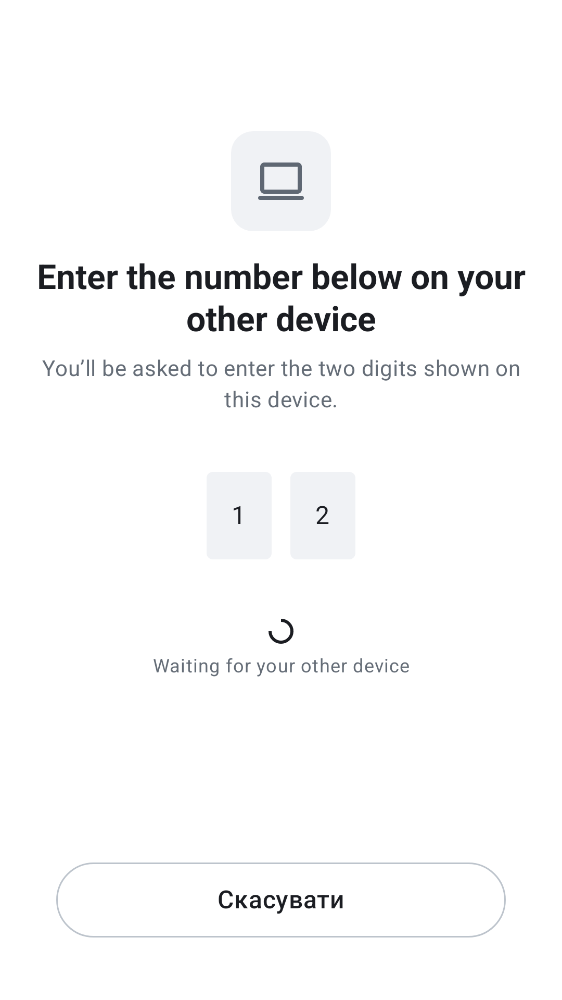 Enter the number below on your
other device
You’ll be asked to enter the two digits shown on
this device.
1 2
Waiting for your other device
Скасувати